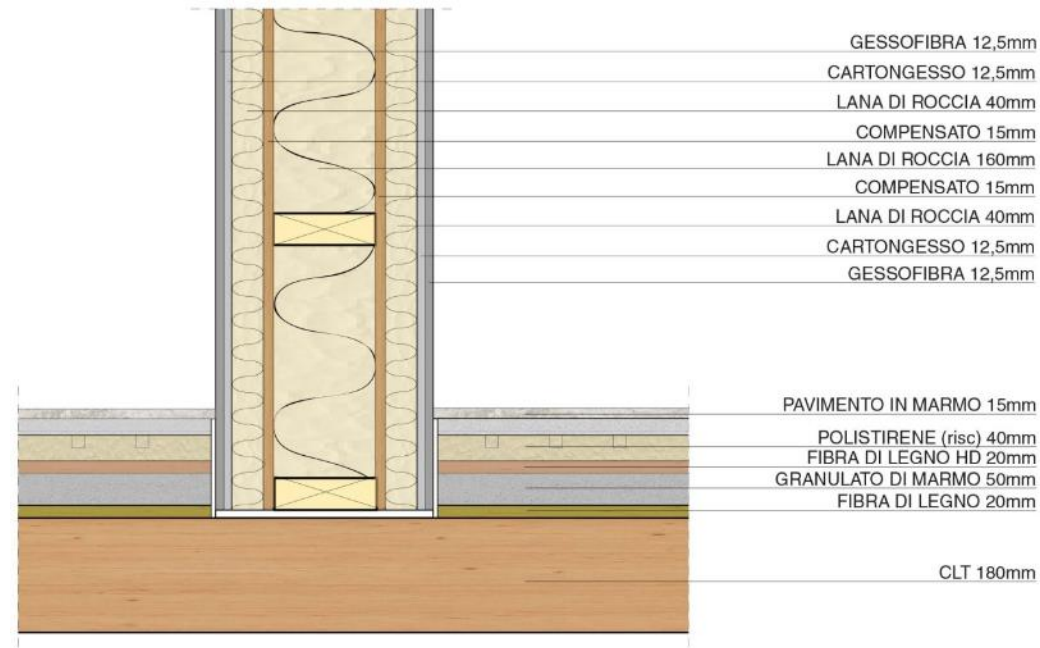 GESSOFIBRA 12,5mm
CARTONGESSO 12,5mm
LANA DI ROCCIA 40mm
COMPENSATO 15mm
LANA DI ROCCIA 160mm
COMPENSATO 15mm
LANA DI ROCCIA 40mm
CARTONGESSO 12,5mm
GESSOFIBRA 12,5mm
PAVIMENTO IN MARMO 15mm
POLISTIRENE (risc) 40mm
FIBRA DI LEGNO HD 20mm
GRANULATO DI MARMO 50mm
FIBRA DI LEGNO 20mm
CLT 180mm